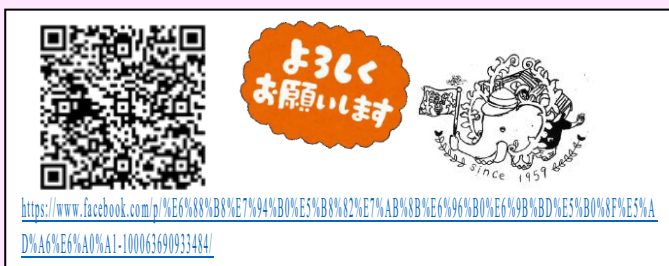 よろしく
お願いします
since 1959
https://www.facebook.com/p/%E6%88%B8%E7%94%B0%E5%B8%82%E7%AB%8B%E6%96%B0%E6%9B%BD%E5%B0%8F%E5%A
D%A6%E6%A0%A1-100063690933484/